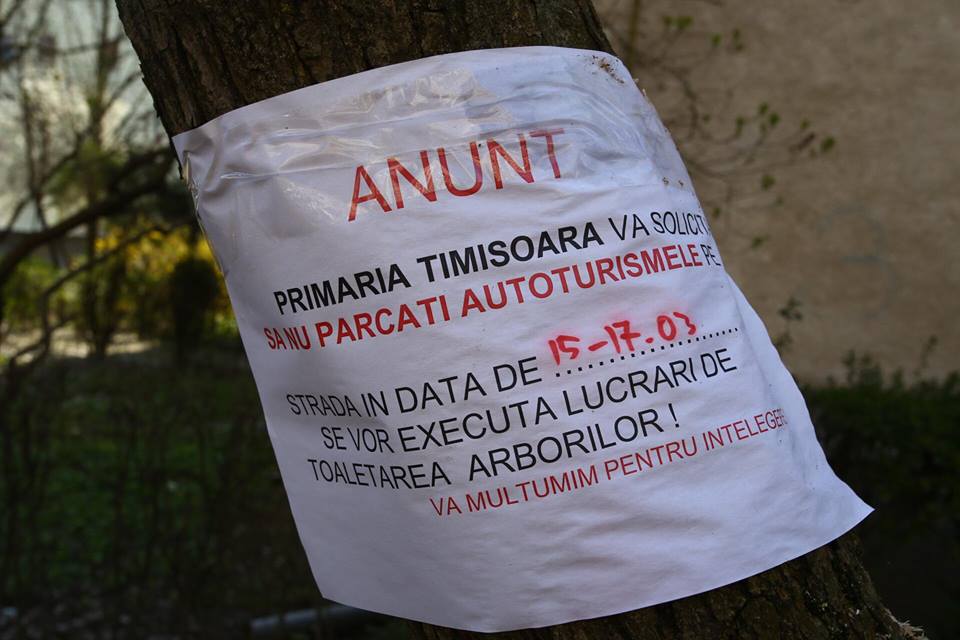 ANUNT
PRIMARIA TIMISOARA VA SOLICIT
SA NU PARCATI AUTOTURISMELE PE
STRADA IN DATA DE 15-17.03
SE VOR EXECUTA LUCRARI DE
TOALETAREA ARBORILOR !
VA MULTUMIM PENTRU INTELEGERE